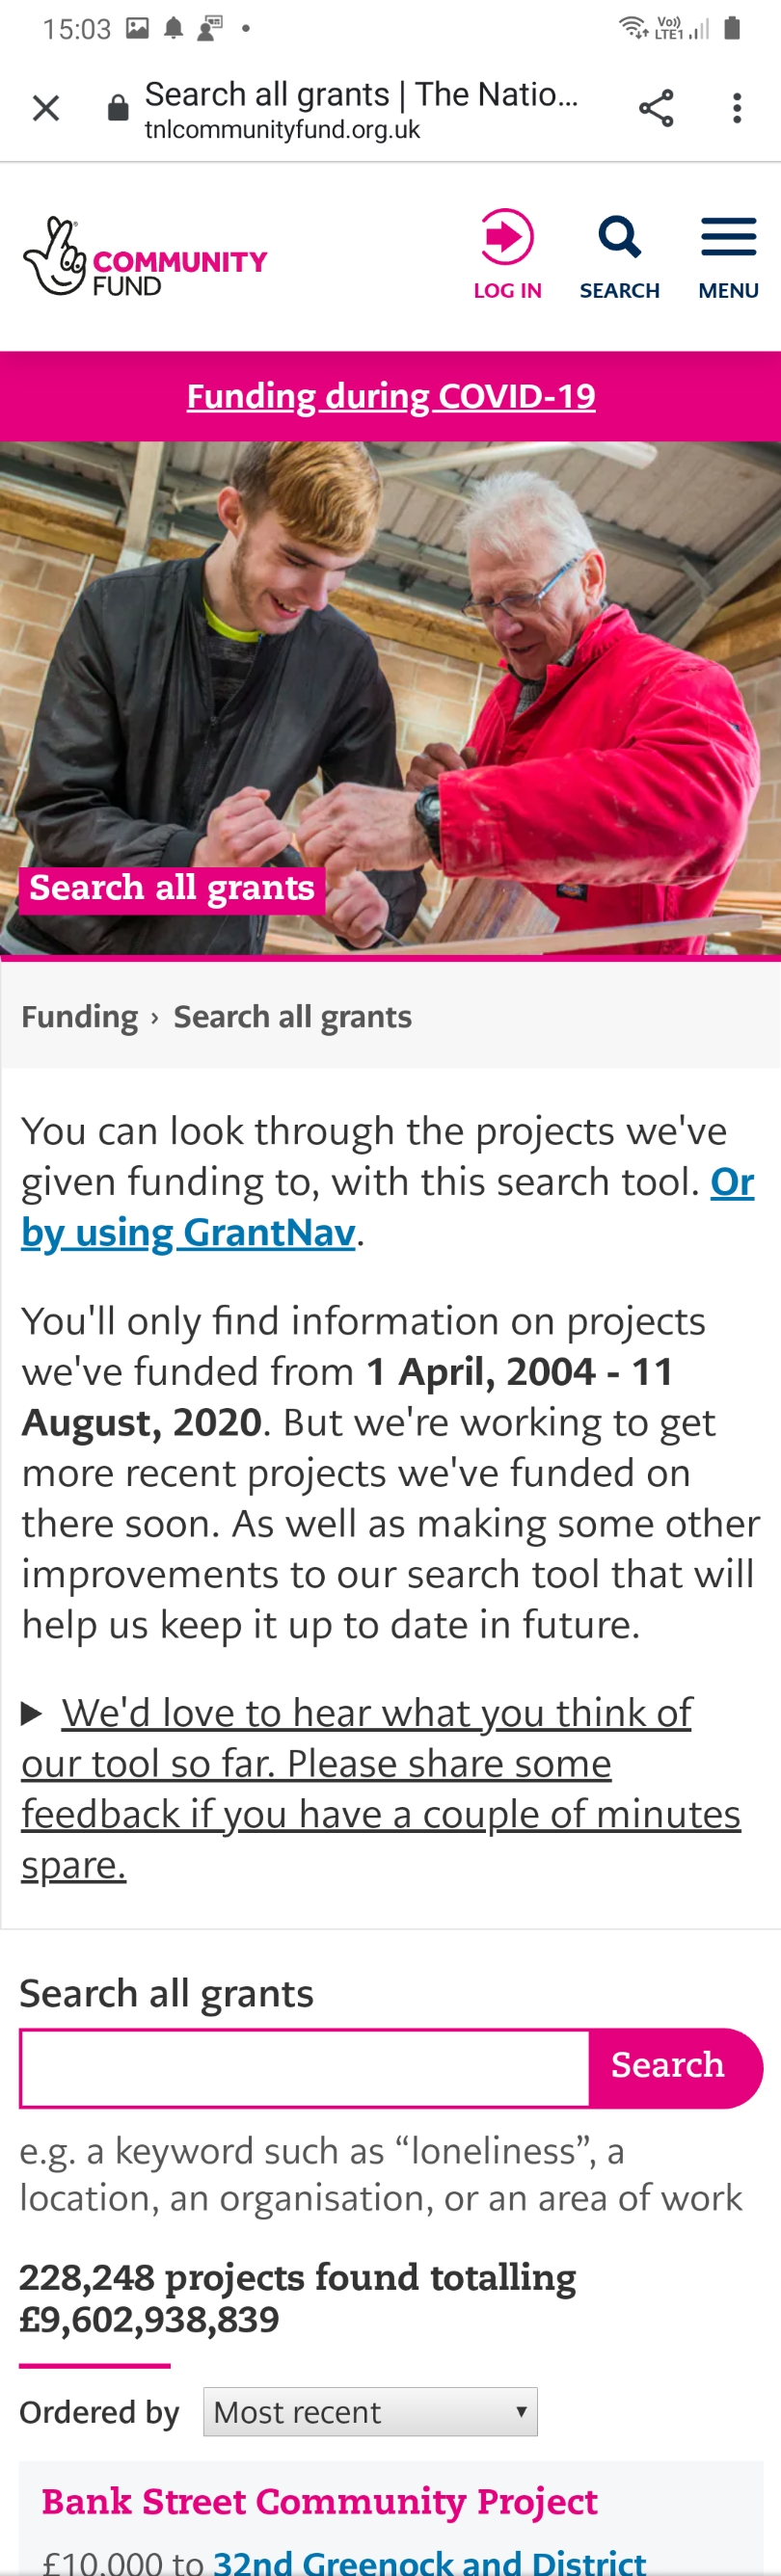 15:03
Vo))
LTE1
Search all grants | The Natio...
tnlcommunityfund.org.uk
COMMUNITY
FUND
LOG IN
SEARCH
MENU
Funding during COVID-19
Search all grants
Funding › Search all grants
You can look through the projects we've
given funding to, with this search tool. Or
by using GrantNav.
You'll only find information on projects
we've funded from 1 April, 2004 - 11
August, 2020. But we're working to get
more recent projects we've funded on
there soon. As well as making some other
improvements to our search tool that will
help us keep it up to date in future.
► We'd love to hear what you think of
our tool so far. Please share some
feedback if you have a couple of minutes
spare.
Search all grants
Search
e.g. a keyword such as “loneliness”, a
location, an organisation, or an area of work
228,248 projects found totalling
£9,602,938,839
Ordered by Most recent
Bank Street Community Project
£10,000 to 32nd Greenock and District